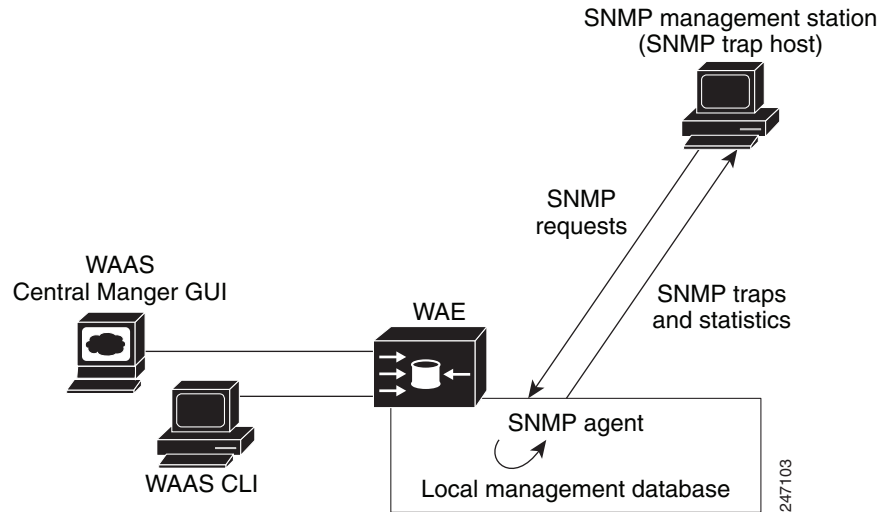 SNMP management station
(SNMP trap host)
SNMP
requests
SNMP traps
and statistics
WAAS
Central Manger GUI
WAE
WAAS CLI
SNMP agent
Local management database
247103